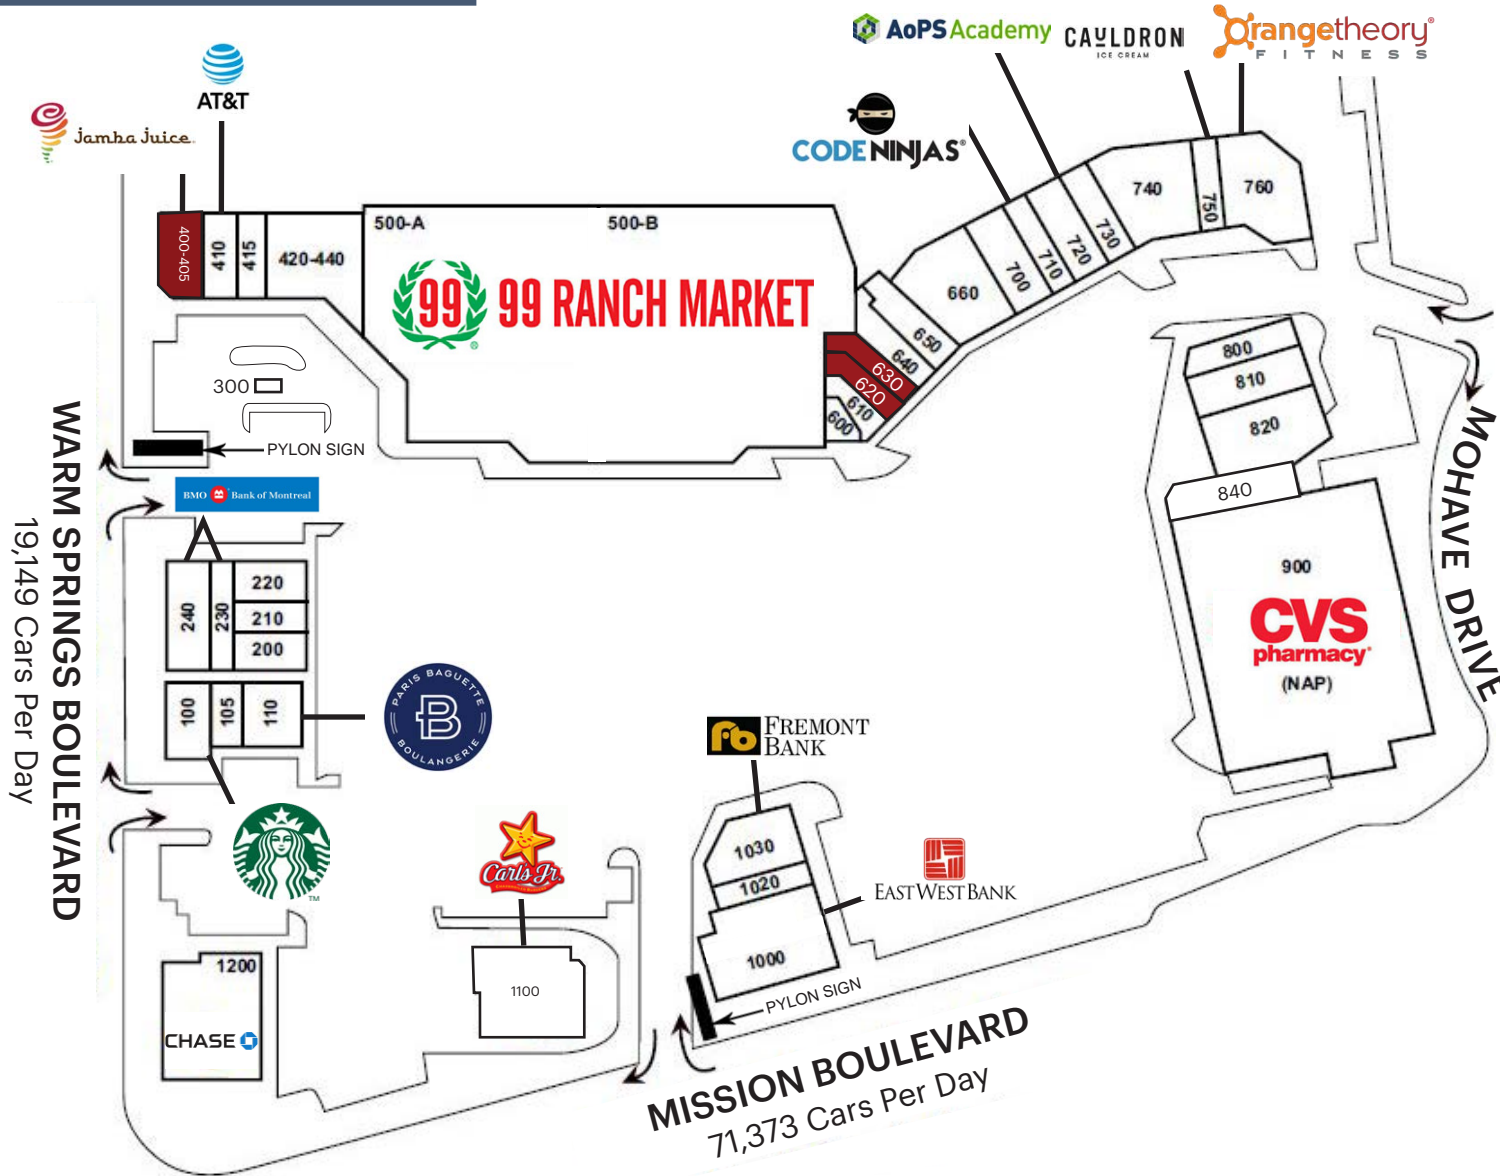 AoPS Academy
CAULDRON
ICE CREAM
Orangetheory®
FITNESS
AT&T
Jamba Juice
CODE NINJAS®
400-405
410
415
420-440
500-A
500-B
99
99 RANCH MARKET
®
300
PYLON SIGN
600
610
620
630
640
650
660
700
710
720
730
740
750
760
800
810
820
840
900
CVS
pharmacy®
(NAP)
MOHAVE DRIVE
WARM SPRINGS BOULEVARD
19,149 Cars Per Day
BMO
Bank of Montreal
240
230
220
210
200
100
105
110
PARIS BAGUETTE
B
BOULANGERIE
TM
Carl's Jr.
1100
1200
CHASE
fb
FREMONT
BANK
1030
1020
1000
EAST WEST BANK
PYLON SIGN
MISSION BOULEVARD
71,373 Cars Per Day